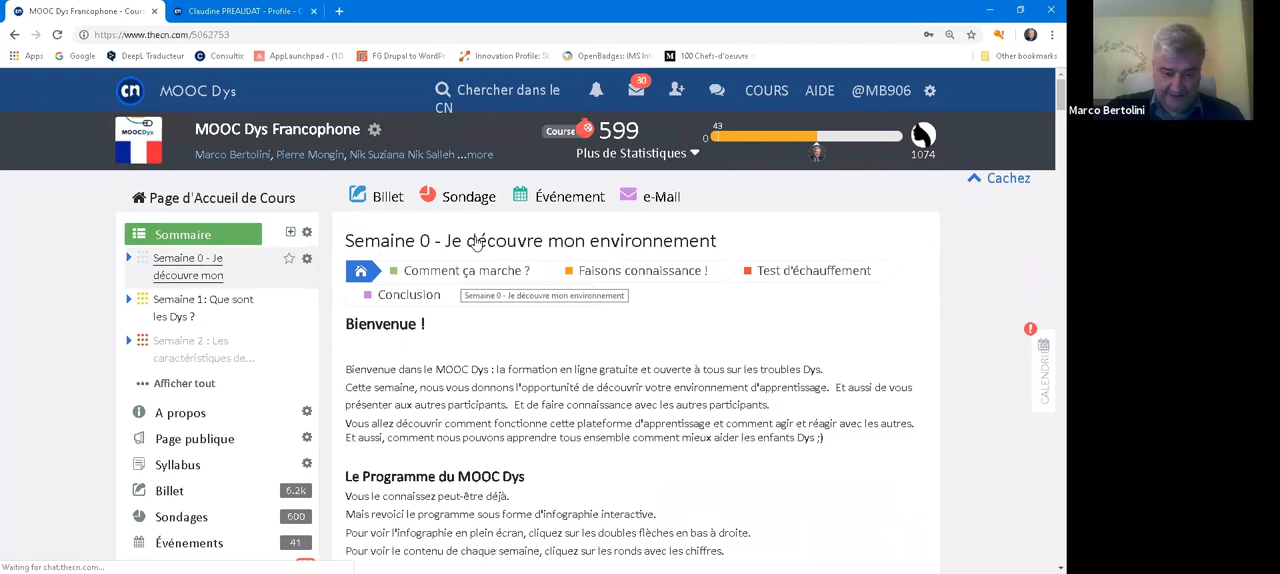 MOOC Dys Francophone - Cours
Claudine PREAUDAT - Profile - C
https://www.thecn.com/5062753
Apps
Google
DeepL Traducteur
Consultix
AppLaunchpad - (10
FG Drupal to WordPr
Innovation Profile: S
OpenBadges: IMS Int
100 Chefs-d'oeuvre
Other bookmarks
cn MOOC Dys
Chercher dans le CN
30
COURS
AIDE
@MB906
MOOCDys
MOOC Dys Francophone
Marco Bertolini, Pierre Mongin, Nik Suziana Nik Salleh ...more
Course
599
Plus de Statistiques
0
43
1074
Cachez
Page d'Accueil de Cours
Billet
Sondage
Événement
e-Mail
Sommaire
Semaine 0 - Je
découvre mon
Semaine 1: Que sont
les Dys ?
Semaine 2 : Les
caractéristiques de...
Afficher tout
A propos
Page publique
Syllabus
Billet 6.2k
Sondages 600
Événements 41
Semaine 0 - Je découvre mon environnement
Comment ça marche ?
Faisons connaissance !
Test d'échauffement
Conclusion
Semaine 0 - Je découvre mon environnement
Bienvenue !
Bienvenue dans le MOOC Dys : la formation en ligne gratuite et ouverte à tous sur les troubles Dys.
Cette semaine, nous vous donnons l'opportunité de découvrir votre environnement d'apprentissage. Et aussi de vous
présenter aux autres participants. Et de faire connaissance avec les autres participants.
Vous allez découvrir comment fonctionne cette plateforme d'apprentissage et comment agir et réagir avec les autres.
Et aussi, comment nous pouvons apprendre tous ensemble comment mieux aider les enfants Dys ;)
Le Programme du MOOC Dys
Vous le connaissez peut-être déjà.
Mais revoici le programme sous forme d'infographie interactive.
Pour voir l'infographie en plein écran, cliquez sur les doubles flèches en bas à droite.
Pour voir le contenu de chaque semaine, cliquez sur les ronds avec les chiffres.
CALENDRIE
Waiting for chat.thecn.com...
Marco Bertolini